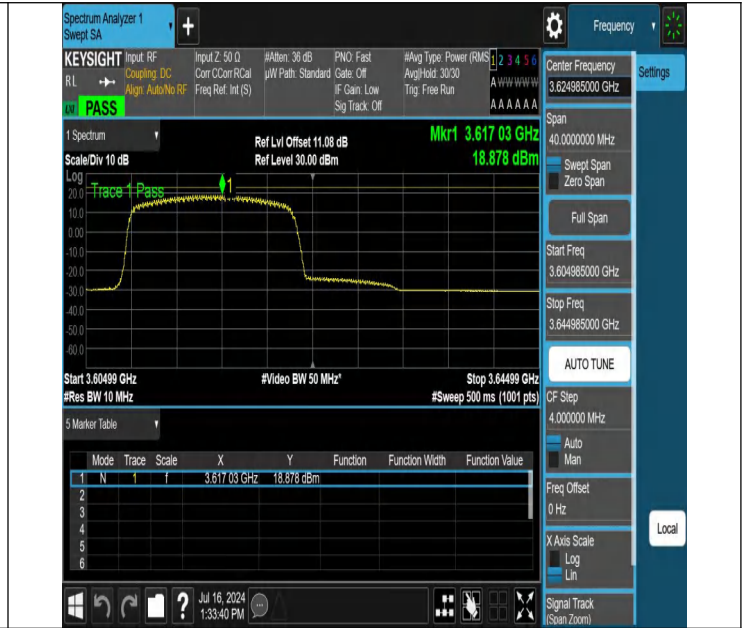 Spectrum Analyzer 1
Swept SA
+
Frequency
KEYSIGHT Input: RF Input Z: 50 Ω #Atten: 36 dB PNO: Fast #Avg Type: Power (RMS 1 2 3 4 5 6
RL Coupling: DC Corr CCorr RCal µW Path: Standard Gate: Off Avg|Hold: 30/30 A W W W W W
Align: Auto/No RF Freq Ref: Int (S) IF Gain: Low Trig: Free Run
PASS Sig Track: Off A A A A A A
Settings
Center Frequency
3.624985000 GHz
Span
40.0000000 MHz
Swept Span
Zero Span
Full Span
Start Freq
3.604985000 GHz
Stop Freq
3.644985000 GHz
AUTO TUNE
CF Step
4.000000 MHz
Auto
Man
Freq Offset
0 Hz
X Axis Scale
Log
Lin
Signal Track
(Span Zoom)
Local
1 Spectrum
Ref Lvl Offset 11.08 dB Mkr1 3.617 03 GHz
Scale/Div 10 dB Ref Level 30.00 dBm 18.878 dBm
Log
Trace 1 Pass
1
20.0
10.0
0.00
-10.0
-20.0
-30.0
-40.0
-50.0
-60.0
Start 3.60499 GHz #Video BW 50 MHz* Stop 3.64499 GHz
#Res BW 10 MHz #Sweep 500 ms (1001 pts)
5 Marker Table
Mode Trace Scale X Y Function Function Width Function Value
1 N 1 f 3.617 03 GHz 18.878 dBm
2
3
4
5
6
? Jul 16, 2024
1:33:40 PM